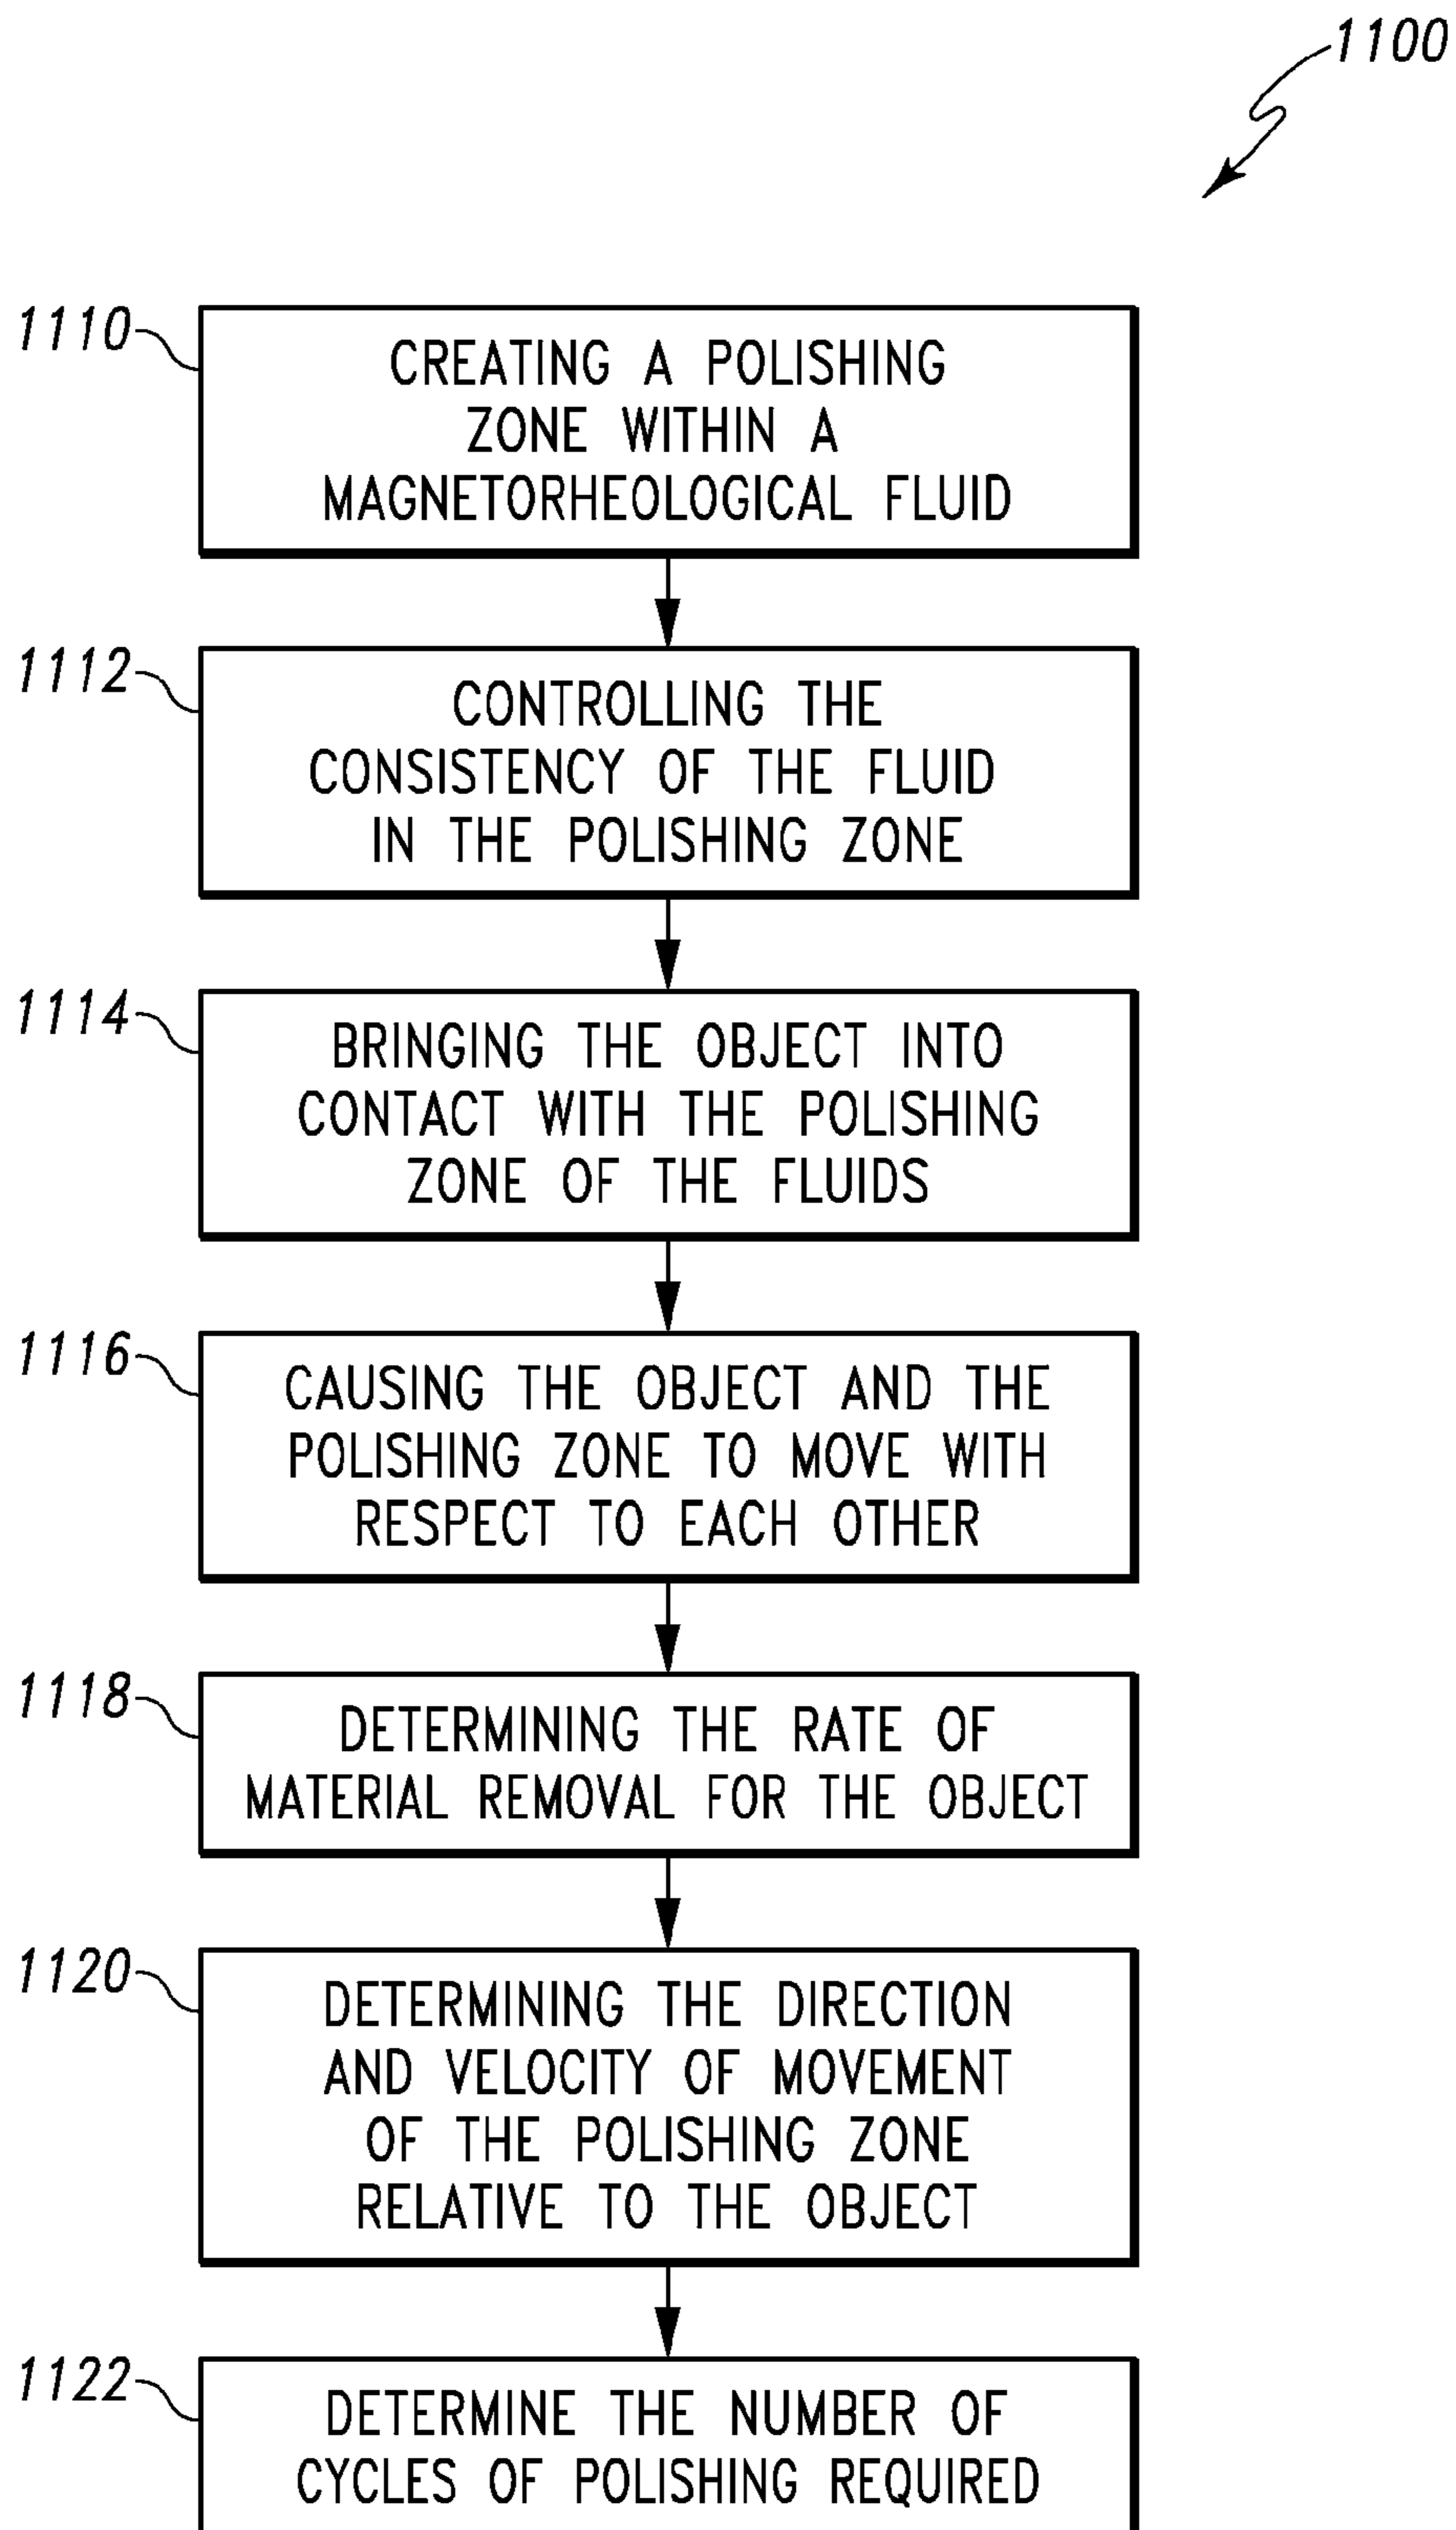 1100
1110
CREATING A POLISHING
ZONE WITHIN A
MAGNETORHEOLOGICAL FLUID
1112
CONTROLLING THE
CONSISTENCY OF THE FLUID
IN THE POLISHING ZONE
1114
BRINGING THE OBJECT INTO
CONTACT WITH THE POLISHING
ZONE OF THE FLUIDS
1116
CAUSING THE OBJECT AND THE
POLISHING ZONE TO MOVE WITH
RESPECT TO EACH OTHER
1118
DETERMINING THE RATE OF
MATERIAL REMOVAL FOR THE OBJECT
1120
DETERMINING THE DIRECTION
AND VELOCITY OF MOVEMENT
OF THE POLISHING ZONE
RELATIVE TO THE OBJECT
1122
DETERMINE THE NUMBER OF
CYCLES OF POLISHING REQUIRED